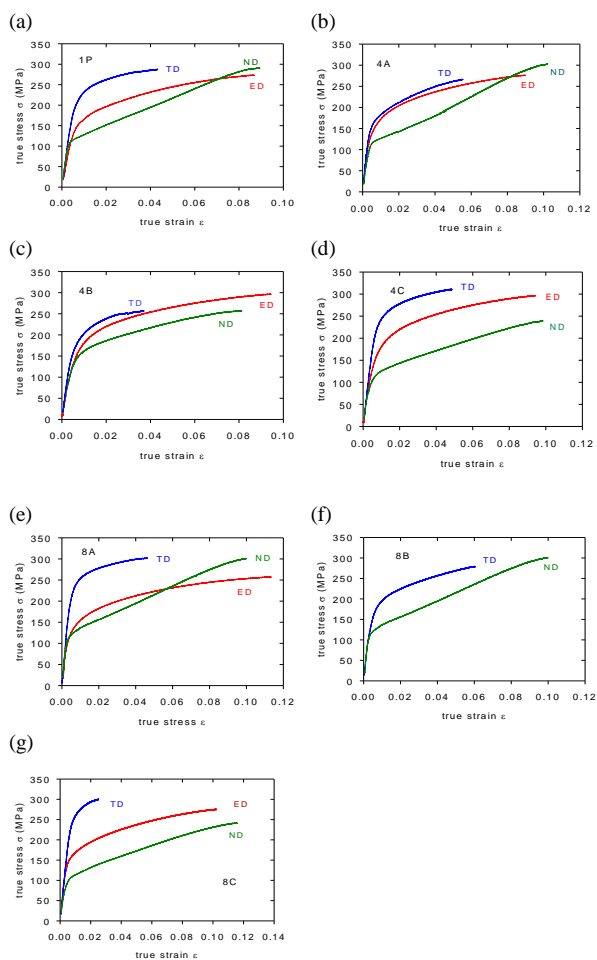 (a)
1P
TD
ND
ED
true stress σ (MPa)
350
300
250
200
150
100
50
0
0.00 0.02 0.04 0.06 0.08 0.10
true strain ε
(b)
4A
TD
ND
ED
true stress σ (MPa)
350
300
250
200
150
100
50
0
0.00 0.02 0.04 0.06 0.08 0.10 0.12
true strain ε
(c)
4B
TD
ED
ND
true stress σ (MPa)
350
300
250
200
150
100
50
0
0.00 0.02 0.04 0.06 0.08 0.10
true strain ε
(d)
4C
TD
ED
ND
true stress σ (MPa)
350
300
250
200
150
100
50
0
0.00 0.02 0.04 0.06 0.08 0.10 0.12
true strain ε
(e)
8A
TD
ND
ED
true stress σ (MPa)
350
300
250
200
150
100
50
0
0.00 0.02 0.04 0.06 0.08 0.10 0.12
true stress ε
(f)
8B
TD
ND
true stress σ (MPa)
350
300
250
200
150
100
50
0
0.00 0.02 0.04 0.06 0.08 0.10 0.12
true strain ε
(g)
TD
ED
ND
8C
true stress σ (MPa)
350
300
250
200
150
100
50
0
0.00 0.02 0.04 0.06 0.08 0.10 0.12 0.14
true strain ε